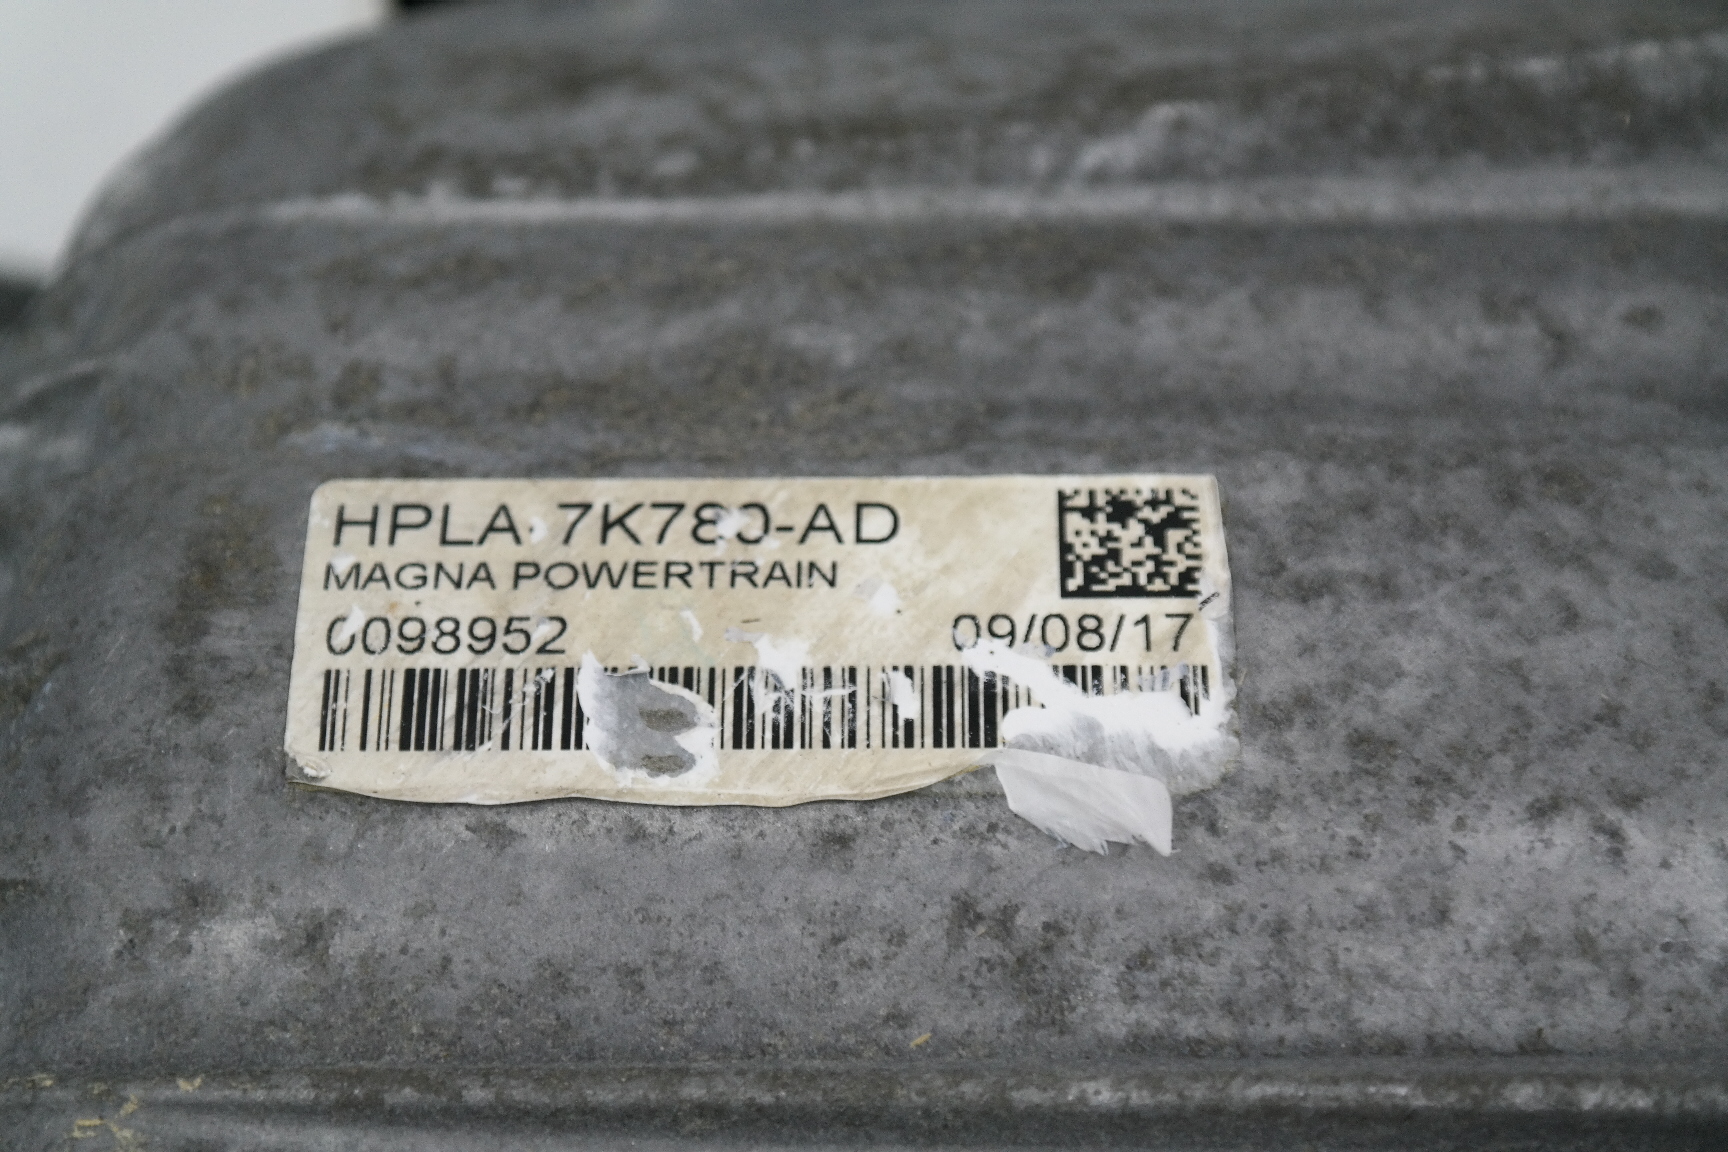 HPLA-7K780-AD
MAGNA POWERTRAIN
0098952
09/08/17